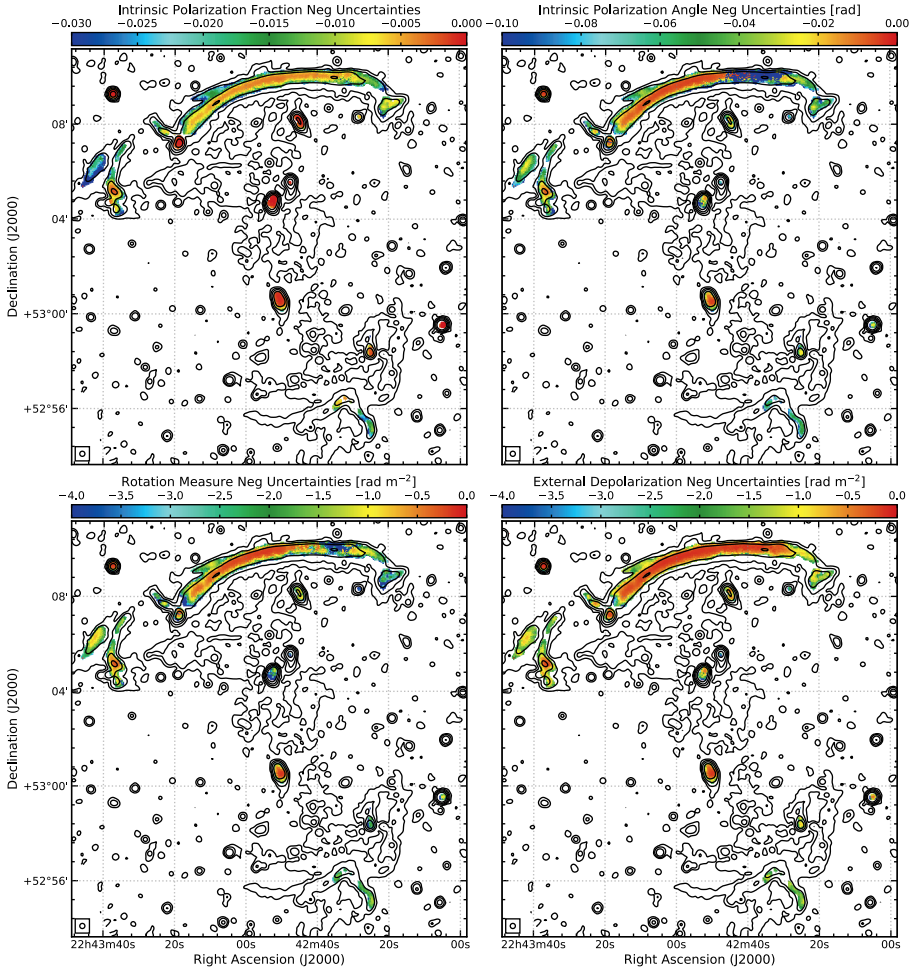 Intrinsic Polarization Fraction Neg Uncertainties
−0.030 −0.025 −0.020 −0.015 −0.010 −0.005 0.000
Intrinsic Polarization Angle Neg Uncertainties [rad]
−0.10 −0.08 −0.06 −0.04 −0.02 0.00
08'
04'
+53°00'
+52°56'
Declination (J2000)
Rotation Measure Neg Uncertainties [rad m⁻²]
−4.0 −3.5 −3.0 −2.5 −2.0 −1.5 −1.0 −0.5 0.0
External Depolarization Neg Uncertainties [rad m⁻²]
−4.0 −3.5 −3.0 −2.5 −2.0 −1.5 −1.0 −0.5 0.0
08'
04'
+53°00'
+52°56'
Declination (J2000)
22h43m40s 20s 00s 42m40s 20s 00s
Right Ascension (J2000)
20s 00s 42m40s 20s 00s
Right Ascension (J2000)